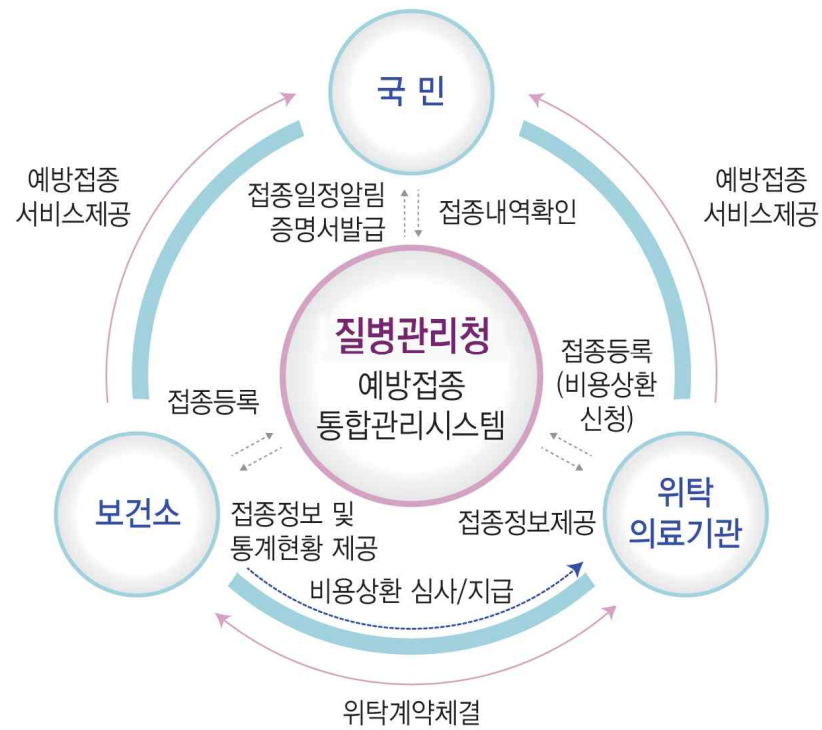 국 민
예방접종
서비스제공
접종일정알림
증명서발급
접종내역확인
예방접종
서비스제공
질병관리청
예방접종
통합관리시스템
접종등록
접종등록
(비용상환
신청)
보건소
위탁
의료기관
접종정보 및
통계현황 제공
접종정보제공
비용상환 심사/지급
위탁계약체결